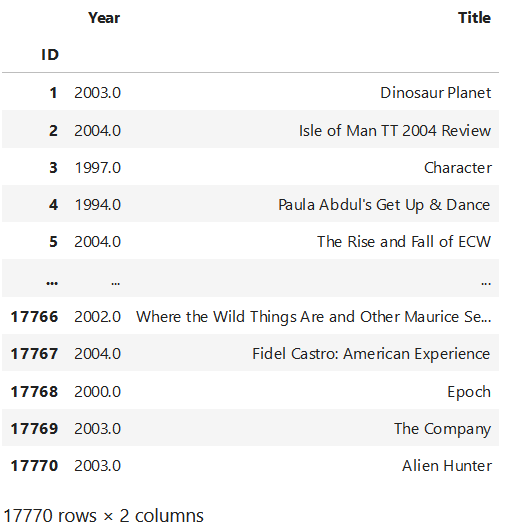 Year Title
ID
1 2003.0 Dinosaur Planet
2 2004.0 Isle of Man TT 2004 Review
3 1997.0 Character
4 1994.0 Paula Abdul's Get Up & Dance
5 2004.0 The Rise and Fall of ECW
... ... ...
17766 2002.0 Where the Wild Things Are and Other Maurice Se...
17767 2004.0 Fidel Castro: American Experience
17768 2000.0 Epoch
17769 2003.0 The Company
17770 2003.0 Alien Hunter
17770 rows × 2 columns